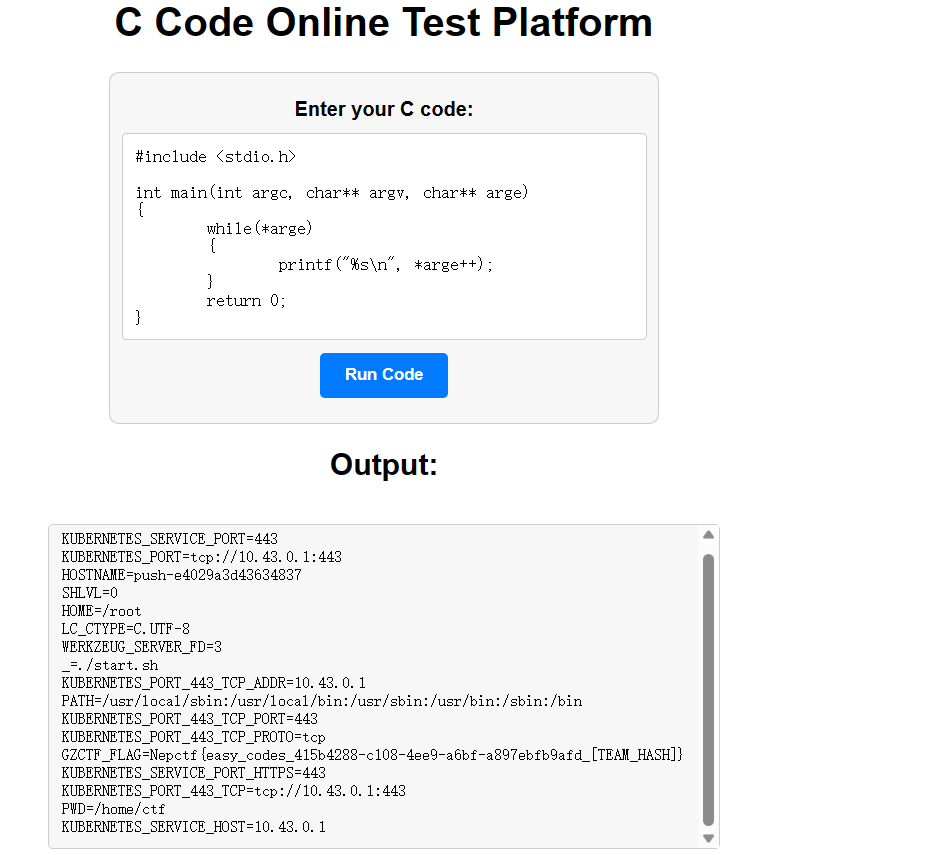 C Code Online Test Platform
Enter your C code:
#include <stdio.h>
int main(int argc, char** argv, char** arge)
{
while(*arge)
{
printf("%s\n", *arge++);
}
return 0;
}
Run Code
Output:
KUBERNETES_SERVICE_PORT=443
KUBERNETES_PORT=tcp://10.43.0.1:443
HOSTNAME=push-e4029a3d43634837
SHLVL=0
HOME=/root
LC_CTYPE=C.UTF-8
WERKZEUG_SERVER_FD=3
_=./start.sh
KUBERNETES_PORT_443_TCP_ADDR=10.43.0.1
PATH=/usr/local/sbin:/usr/local/bin:/usr/sbin:/usr/bin:/sbin:/bin
KUBERNETES_PORT_443_TCP_PORT=443
KUBERNETES_PORT_443_TCP_PROTO=tcp
GZCTF_FLAG=Nepctf{easy_codes_415b4288-c108-4ee9-a6bf-a897ebfb9afd_[TEAM_HASH]}
KUBERNETES_SERVICE_PORT_HTTPS=443
KUBERNETES_PORT_443_TCP=tcp://10.43.0.1:443
PWD=/home/ctf
KUBERNETES_SERVICE_HOST=10.43.0.1